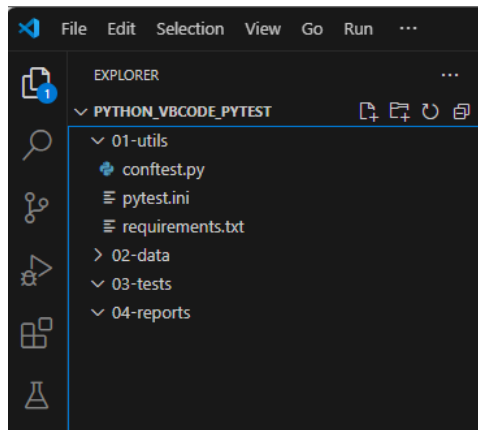 File Edit Selection View Go Run ...
EXPLORER ...
1
PYTHON_VBCODE_PYTEST
01-utils
conftest.py
pytest.ini
requirements.txt
02-data
03-tests
04-reports